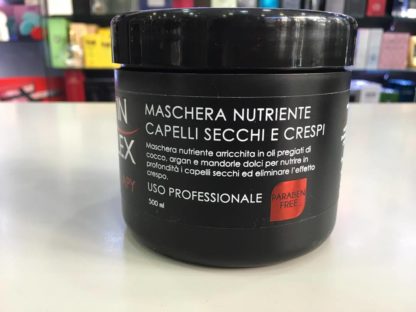 MASCHERA NUTRIENTE
CAPELLI SECCHI E CRESPI
Maschera nutriente arricchita in oli pregiati di
cocco, argan e mandorle dolci per nutrire in
profondità i capelli secchi ed eliminare l'effetto
crespo.
USO PROFESSIONALE
500 ml
PARABEN
FREE